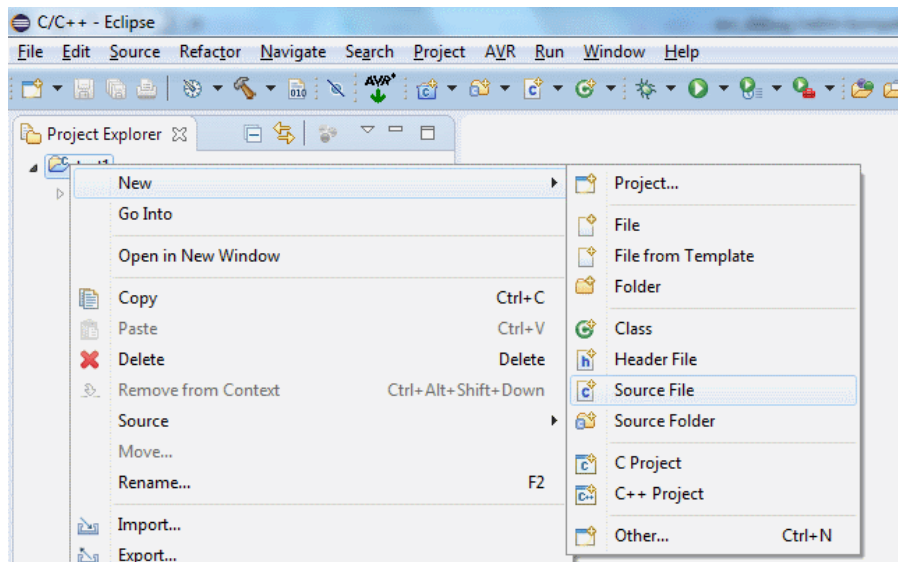 C/C++ - Eclipse
File Edit Source Refactor Navigate Search Project AVR Run Window Help
AVR
Project Explorer
New
Go Into
Open in New Window
Copy Ctrl+C
Paste Ctrl+V
Delete Delete
Remove from Context Ctrl+Alt+Shift+Down
Source
Move...
Rename... F2
Import...
Export...
Project...
File
File from Template
Folder
Class
Header File
Source File
Source Folder
C Project
C++ Project
Other... Ctrl+N